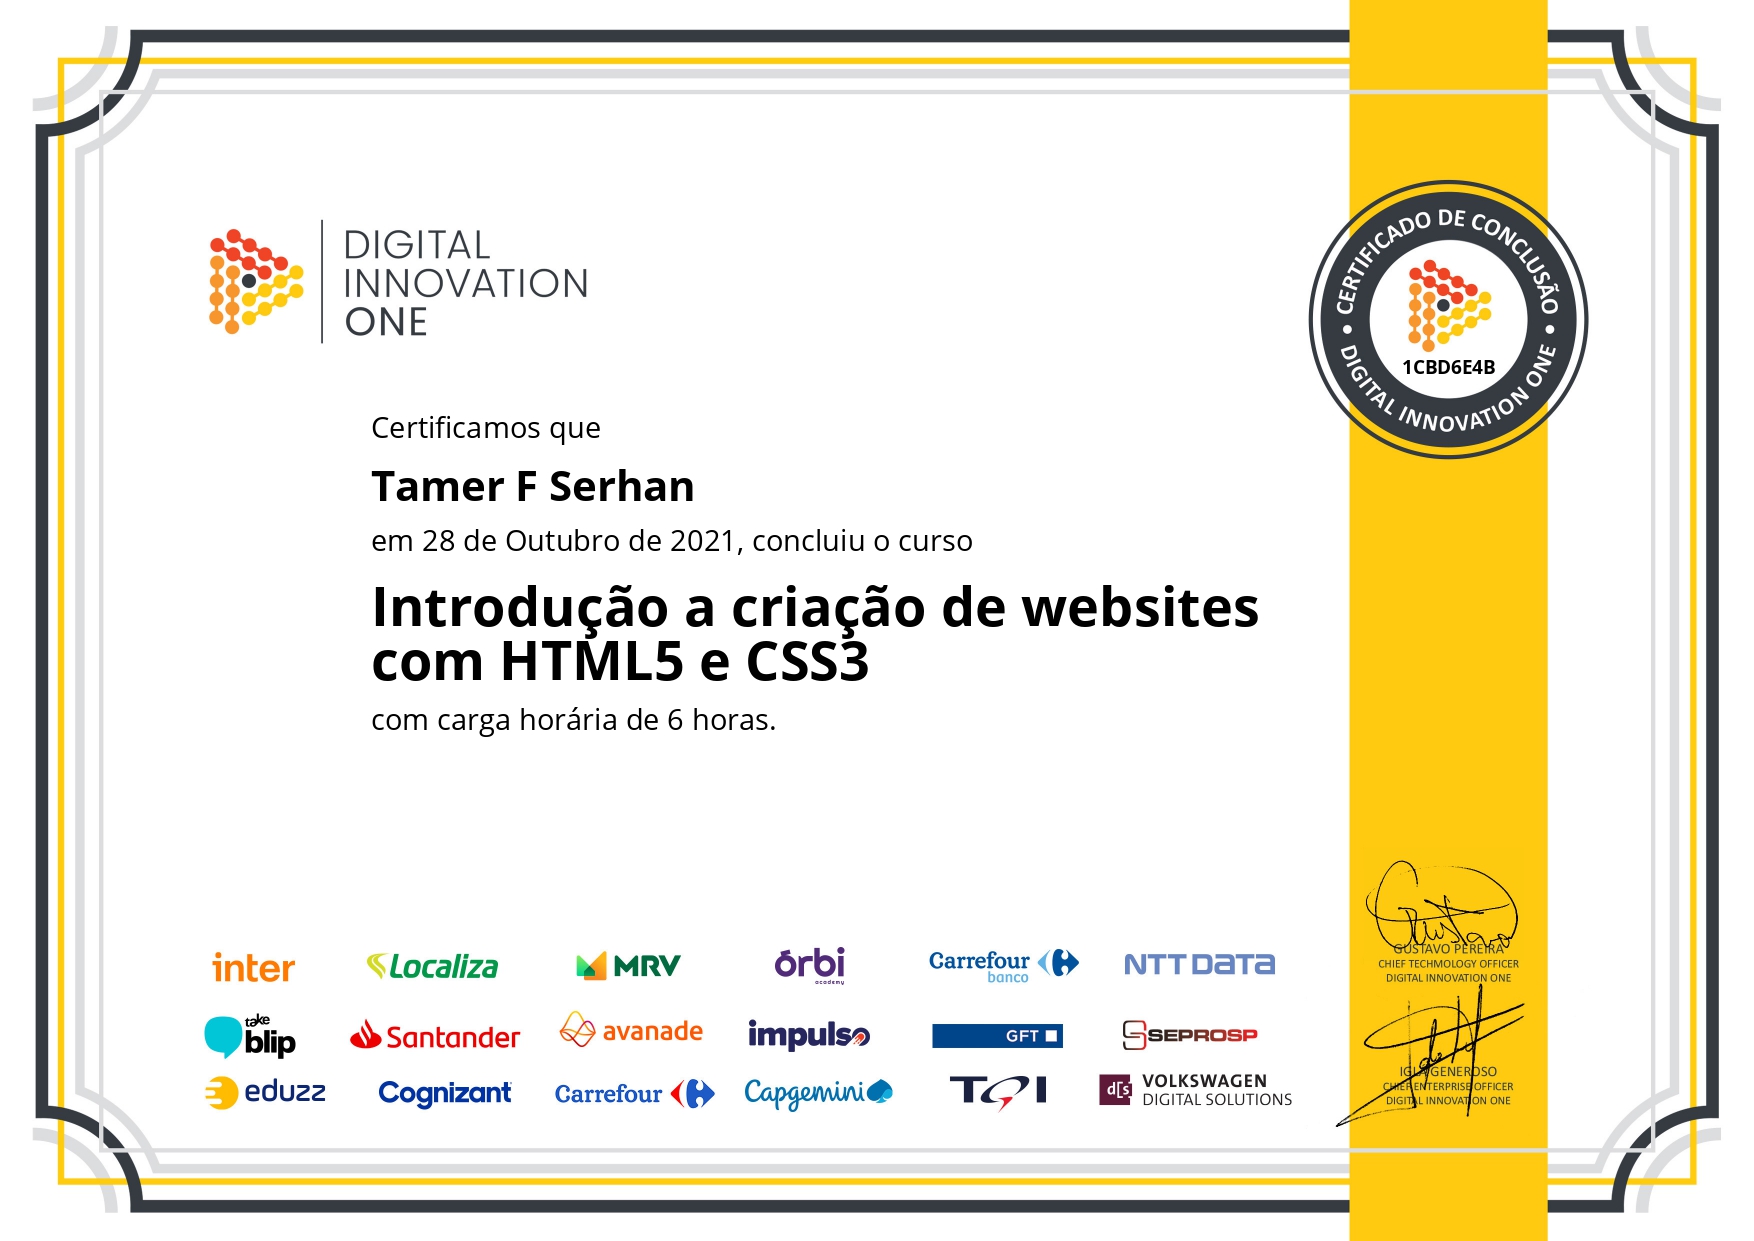 DIGITAL
INNOVATION
ONE
CERTIFICADO DE CONCLUSÃO
1CBD6E4B
DIGITAL INNOVATION ONE
Certificamos que
Tamer F Serhan
em 28 de Outubro de 2021, concluiu o curso
Introdução a criação de websites
com HTML5 e CSS3
com carga horária de 6 horas.
Gustavo
GUSTAVO PEREIRA
CHIEF TECHMOLOGY OFFICER
DIGITAL INNOVATION ONE
inter
Localiza
MRV
órbi
academy
Carrefour
banco
NTT DATA
take
blip
Santander
avanade
impulso
GFT
SEPROSP
IGLA GENEROSO
CHIEF ENTERPRISE OFFICER
DIGITAL INNOVATION ONE
eduzz
Cognizant
Carrefour
Capgemini
TQI
d[s]
VOLKSWAGEN
DIGITAL SOLUTIONS